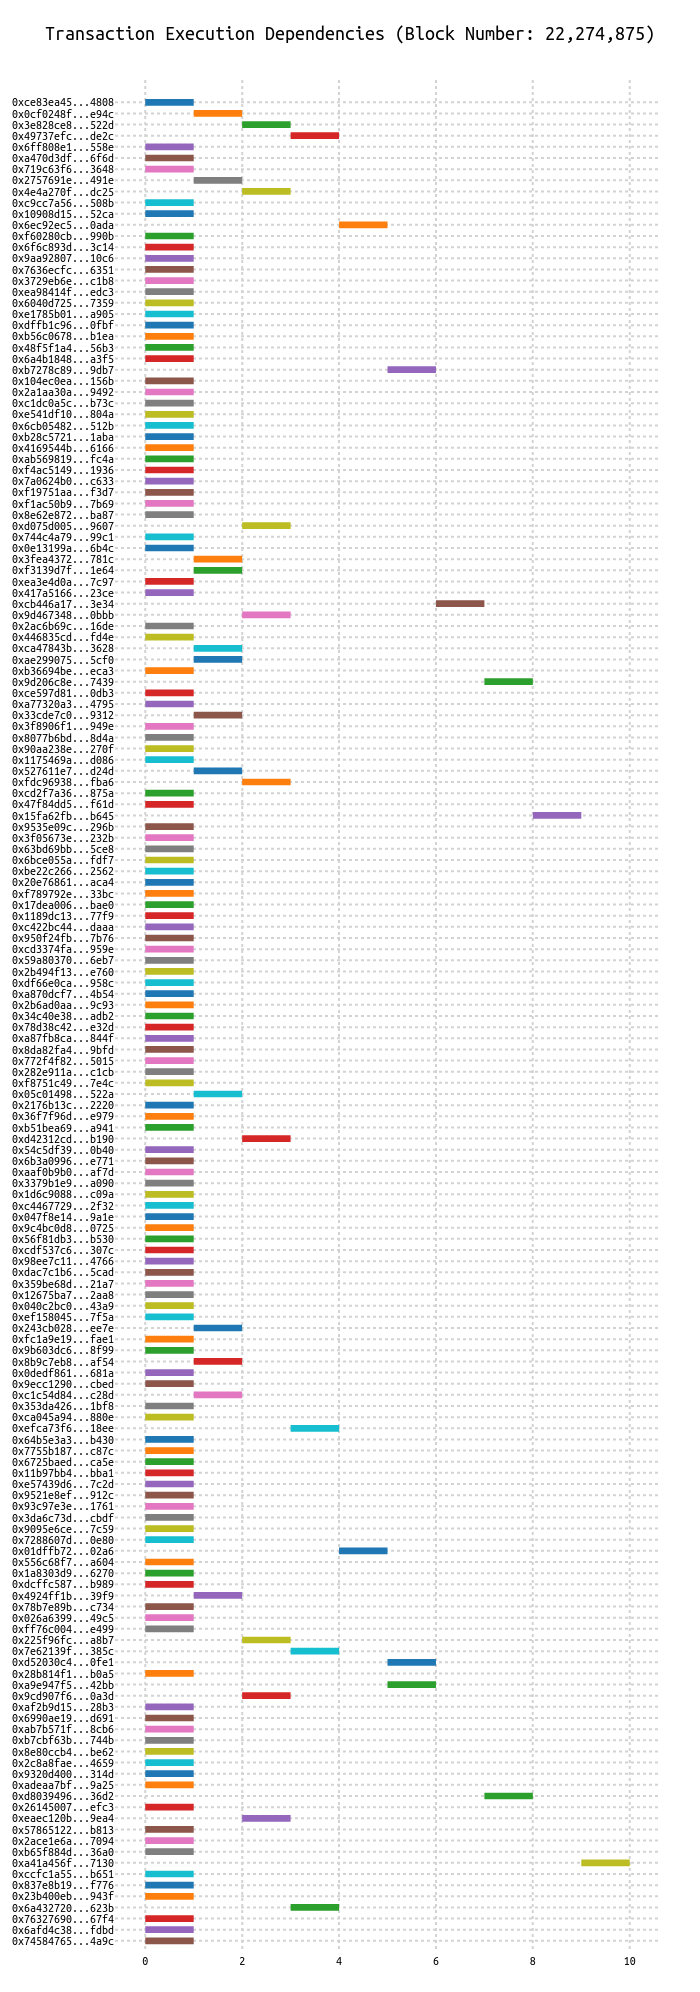 Transaction Execution Dependencies (Block Number: 22,274,875)
0xce83ea45...4808
0x0cf0248f...e94c
0x3e828ce8...522d
0x49737efc...de2c
0x6ff808e1...558e
0xa470d3df...6f6d
0x719c63f6...3648
0x2757691e...491e
0x4e4a270f...dc25
0xc9cc7a56...508b
0x10908d15...52ca
0x6ec92ec5...0ada
0xf60280cb...990b
0x6f6c893d...3c14
0x9aa92807...10c6
0x7636ecfc...6351
0x3729eb6e...c1b8
0xea98414f...edc3
0x6040d725...7359
0xe1785b01...a905
0xdffb1c96...0fbf
0xb56c0678...b1ea
0x48f5f1a4...56b3
0x6a4b1848...a3f5
0xb7278c89...9db7
0x104ec0ea...156b
0x2a1aa30a...9492
0xc1dc0a5c...b73c
0xe541df10...804a
0x6cb05482...512b
0xb28c5721...1aba
0x4169544b...6166
0xab569819...fc4a
0xf4ac5149...1936
0x7a0624b0...c633
0xf19751aa...f3d7
0xf1ac50b9...7b69
0x8e62e872...ba87
0xd075d005...9607
0x744c4a79...99c1
0x0e13199a...6b4c
0x3fea4372...781c
0xf3139d7f...1e64
0xea3e4d0a...7c97
0x417a5166...23ce
0xcb446a17...3e34
0x9d467348...0bbb
0x2ac6b69c...16de
0x446835cd...fd4e
0xca47843b...3628
0xae299075...5cf0
0xb36694be...eca3
0x9d206c8e...7439
0xce597d81...0db3
0xa77320a3...4795
0x33cde7c0...9312
0x3f8906f1...949e
0x8077b6bd...8d4a
0x90aa238e...270f
0x1175469a...d086
0x527611e7...d24d
0xfdc96938...fba6
0xcd2f7a36...875a
0x47f84dd5...f61d
0x15fa62fb...b645
0x9535e09c...296b
0x3f05673e...232b
0x63bd69bb...5ce8
0x6bce055a...fdf7
0xbe22c266...2562
0x20e76861...aca4
0xf789792e...33bc
0x17dea006...bae0
0x1189dc13...77f9
0xc422bc44...daaa
0x950f24fb...7b76
0xcd3374fa...959e
0x59a80370...6eb7
0x2b494f13...e760
0xdf66e0ca...958c
0xa870dcf7...4b54
0x2b6ad0aa...9c93
0x34c40e38...adb2
0x78d38c42...e32d
0xa87fb8ca...844f
0x8da82fa4...9bfd
0x772f4f82...5015
0x282e911a...c1cb
0xf8751c49...7e4c
0x05c01498...522a
0x2176b13c...2220
0x36f7f96d...e979
0xb51bea69...a941
0xd42312cd...b190
0x54c5df39...0b40
0x6b3a0996...e771
0xaaf0b9b0...af7d
0x3379b1e9...a090
0x1d6c9088...c09a
0xc4467729...2f32
0x047f8e14...9a1e
0x9c4bc0d8...0725
0x56f81db3...b530
0xcdf537c6...307c
0x98ee7c11...4766
0xdac7c1b6...5cad
0x359be68d...21a7
0x12675ba7...2aa8
0x040c2bc0...43a9
0xef158045...7f5a
0x243cb028...ee7e
0xfc1a9e19...fae1
0x9b603dc6...8f99
0x8b9c7eb8...af54
0x0dedf861...681a
0x9ecc1290...cbed
0xc1c54d84...c28d
0x353da426...1bf8
0xca045a94...880e
0xefca73f6...18ee
0x64b5e3a3...b430
0x7755b187...c87c
0x6725baed...ca5e
0x11b97bb4...bba1
0xe57439d6...7c2d
0x9521e8ef...912c
0x93c97e3e...1761
0x3da6c73d...cbdf
0x9095e6ce...7c59
0x7288607d...0e80
0x01dffb72...02a6
0x556c68f7...a604
0x1a8303d9...6270
0xdcffc587...b989
0x4924ff1b...39f9
0x78b7e89b...c734
0x026a6399...49c5
0xff76c004...e499
0x225f96fc...a8b7
0x7e62139f...385c
0xd52030c4...0fe1
0x28b814f1...b0a5
0xa9e947f5...42bb
0x9cd907f6...0a3d
0xaf2b9d15...28b3
0x6990ae19...d691
0xab7b571f...8cb6
0xb7cbf63b...744b
0x8e80ccb4...be62
0x2c8a8fae...4659
0x9320d400...314d
0xadeaa7bf...9a25
0xd8039496...36d2
0x26145007...efc3
0xeaec120b...9ea4
0x57865122...b813
0x2ace1e6a...7094
0xb65f884d...36a0
0xa41a456f...7130
0xccfc1a55...b651
0x837e8b19...f776
0x23b400eb...943f
0x6a432720...623b
0x76327690...67f4
0x6afd4c38...fdbd
0x74584765...4a9c
0 2 4 6 8 10